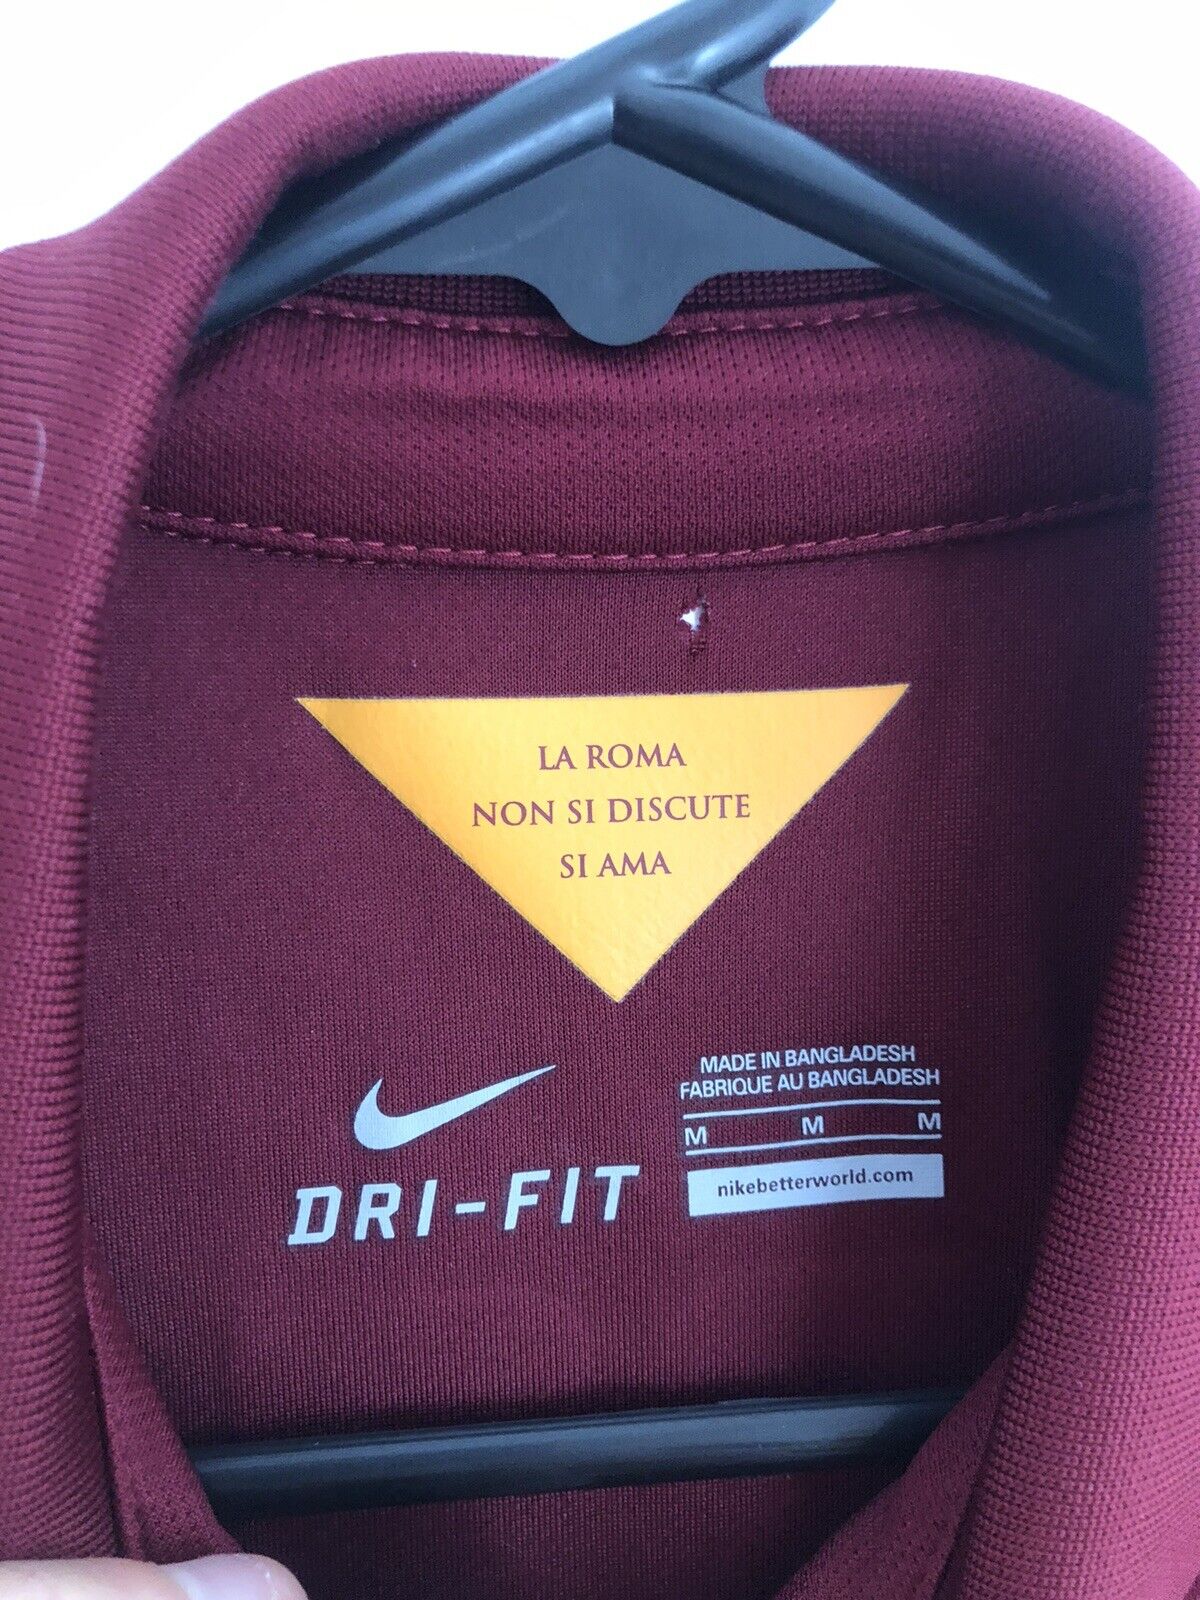 LA ROMA
NON SI DISCUTE
SI AMA
MADE IN BANGLADESH
FABRIQUE AU BANGLADESH
M M M
nikebetterworld.com
DRI-FIT